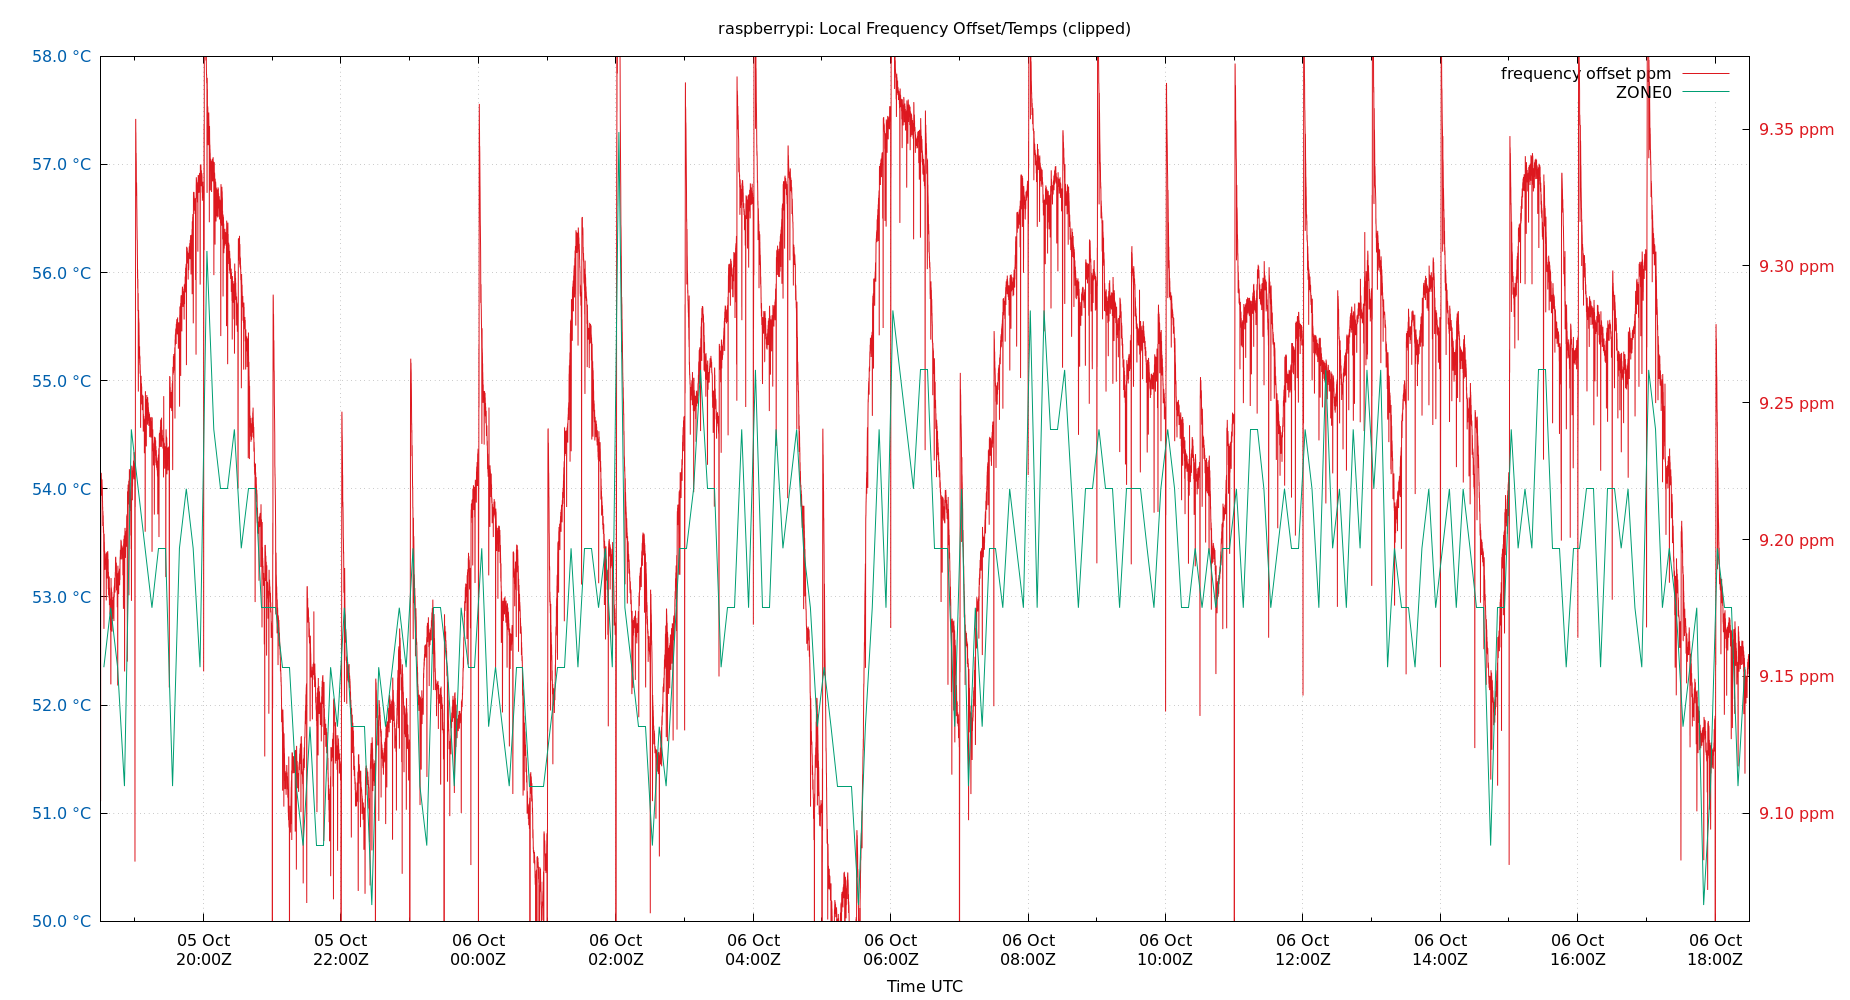 raspberrypi: Local Frequency Offset/Temps (clipped)
58.0 °C
57.0 °C
56.0 °C
55.0 °C
54.0 °C
53.0 °C
52.0 °C
51.0 °C
50.0 °C
frequency offset ppm
ZONE0
9.35 ppm
9.30 ppm
9.25 ppm
9.20 ppm
9.15 ppm
9.10 ppm
05 Oct
20:00Z
05 Oct
22:00Z
06 Oct
00:00Z
06 Oct
02:00Z
06 Oct
04:00Z
06 Oct
06:00Z
06 Oct
08:00Z
06 Oct
10:00Z
06 Oct
12:00Z
06 Oct
14:00Z
06 Oct
16:00Z
06 Oct
18:00Z
Time UTC